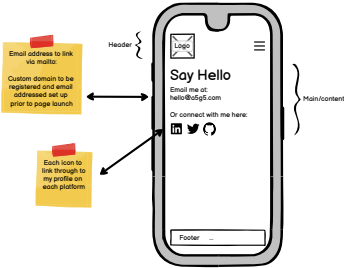 Email address to link
via mailto:
Custom domain to be
registered and email
addressed set up
prior to page launch
Each icon to
link through to
my profile on
each platform
Header
Logo
Say Hello
Email me at:
hello@a5g5.com
Or connect with me here:
in
Main/content
Footer ...